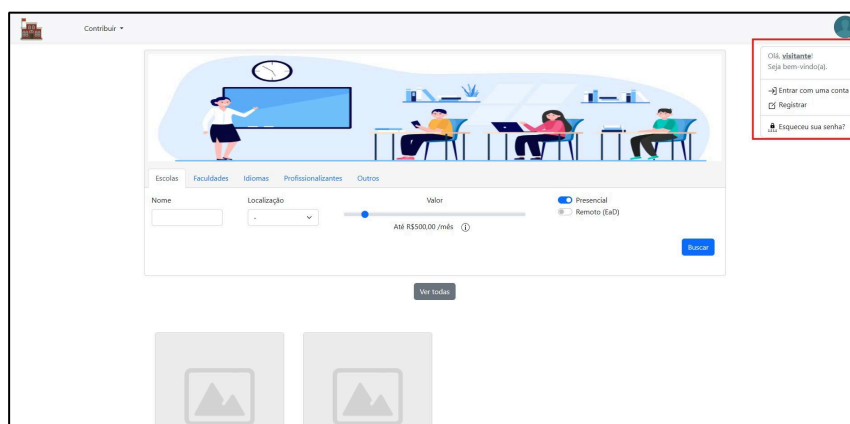 Contribuir
Olá, visitante!
Seja bem-vindo(a).
Entrar com uma conta
Registrar
Esqueceu sua senha?
Escolas Faculdades Idiomas Profissionalizantes Outros
Nome Localização Valor Presencial
Remoto (EaD)
-
Até R$500,00 /mês
Buscar
Ver todas